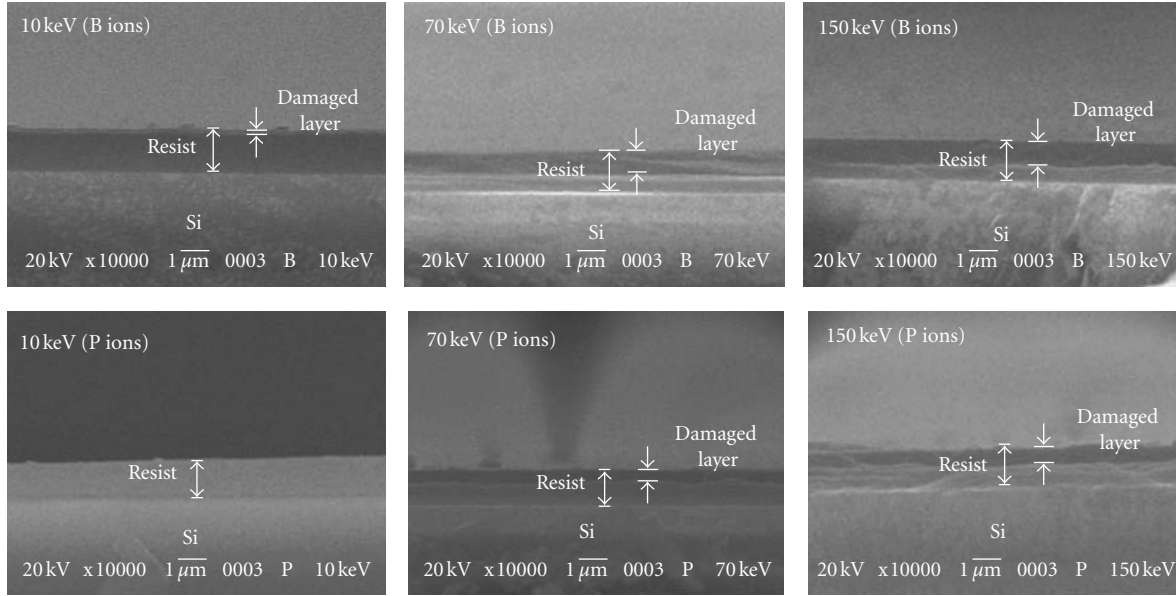 10 keV (B ions)
Damaged
layer
Resist
Si
20 kV x10000 1 μm 0003 B 10 keV
70 keV (B ions)
Damaged
layer
Resist
Si
20 kV x10000 1 μm 0003 B 70 keV
150 keV (B ions)
Damaged
layer
Resist
Si
20 kV x10000 1 μm 0003 B 150 keV
10 keV (P ions)
Resist
Si
20 kV x10000 1 μm 0003 P 10 keV
70 keV (P ions)
Damaged
layer
Resist
Si
20 kV x10000 1 μm 0003 P 70 keV
150 keV (P ions)
Damaged
layer
Resist
Si
20 kV x10000 1 μm 0003 P 150 keV